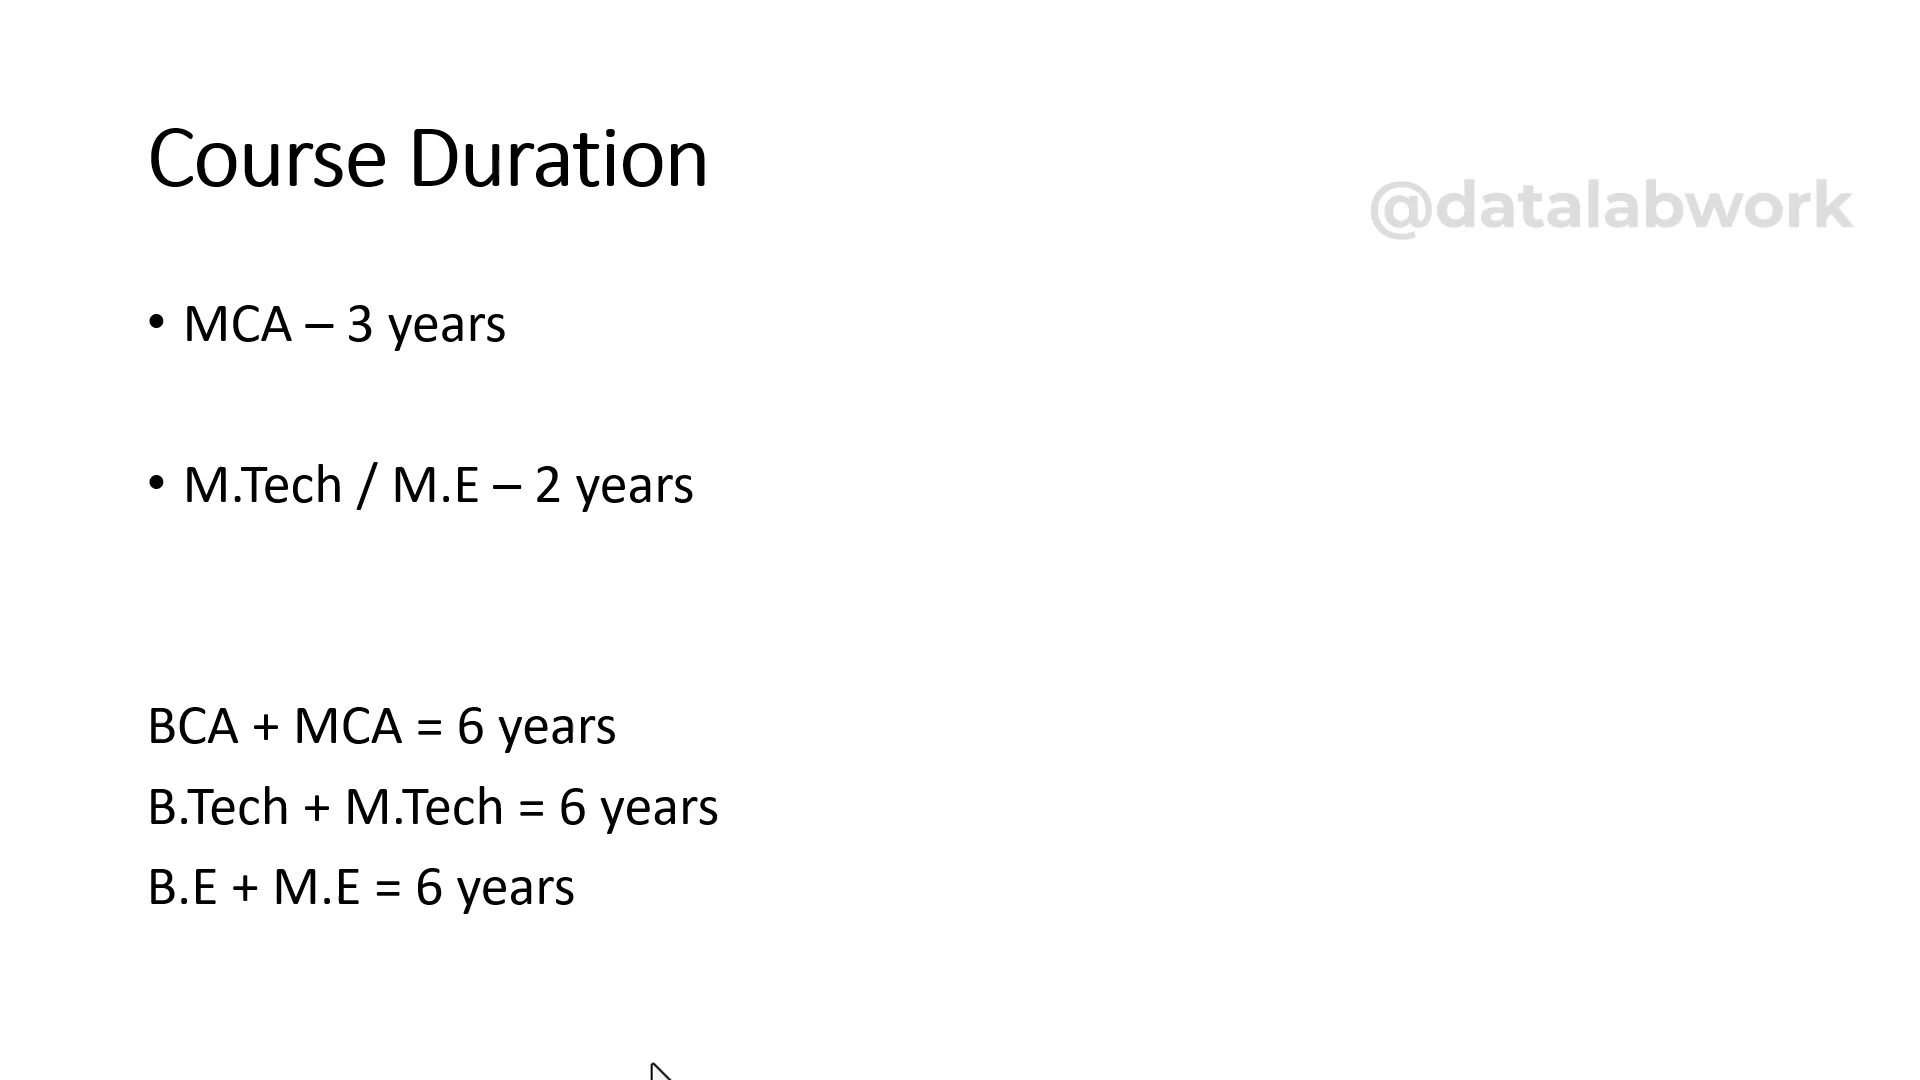 Course Duration
@datalabwork
• MCA – 3 years
• M.Tech / M.E – 2 years
BCA + MCA = 6 years
B.Tech + M.Tech = 6 years
B.E + M.E = 6 years